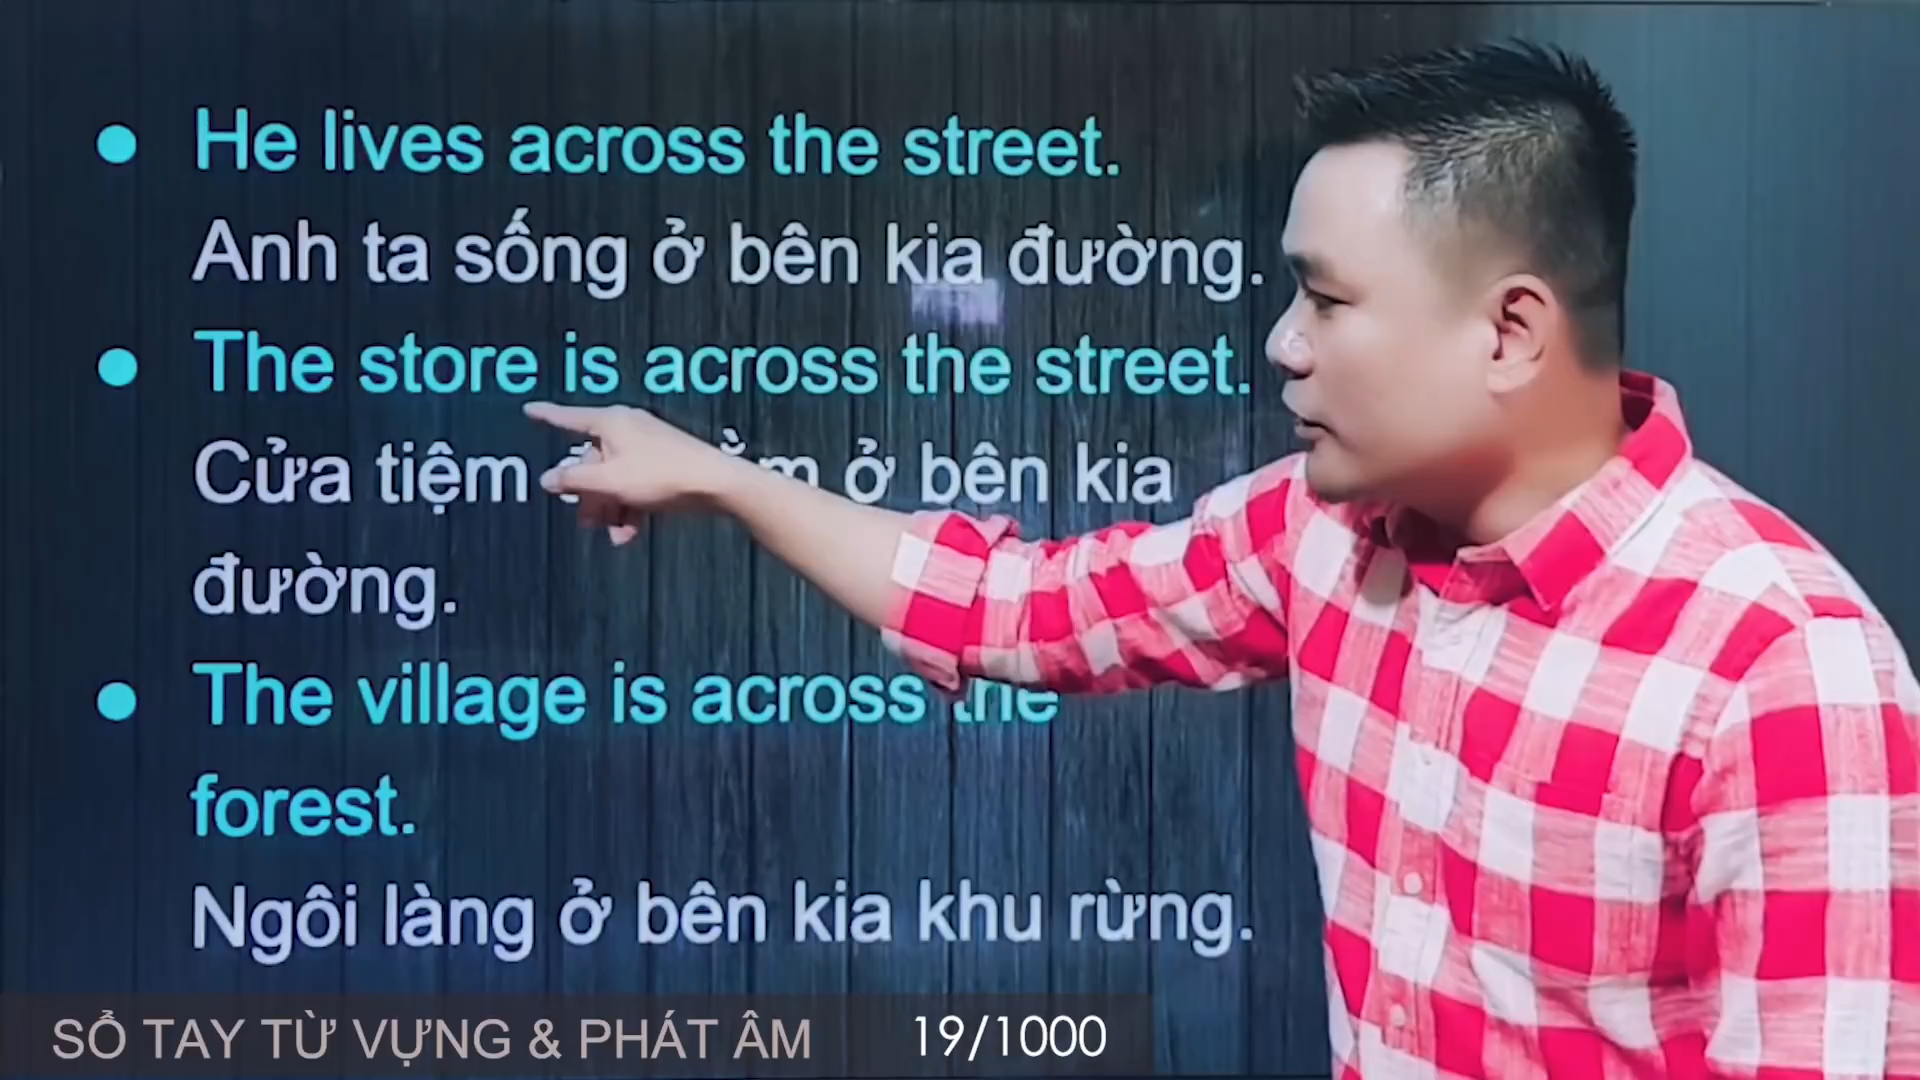 He lives across the street.
Anh ta sống ở bên kia đường.
The store is across the street.
Cửa tiệm ở bên kia
đường.
The village is across the
forest.
Ngôi làng ở bên kia khu rừng.
SỔ TAY TỪ VỰNG & PHÁT ÂM 19/1000